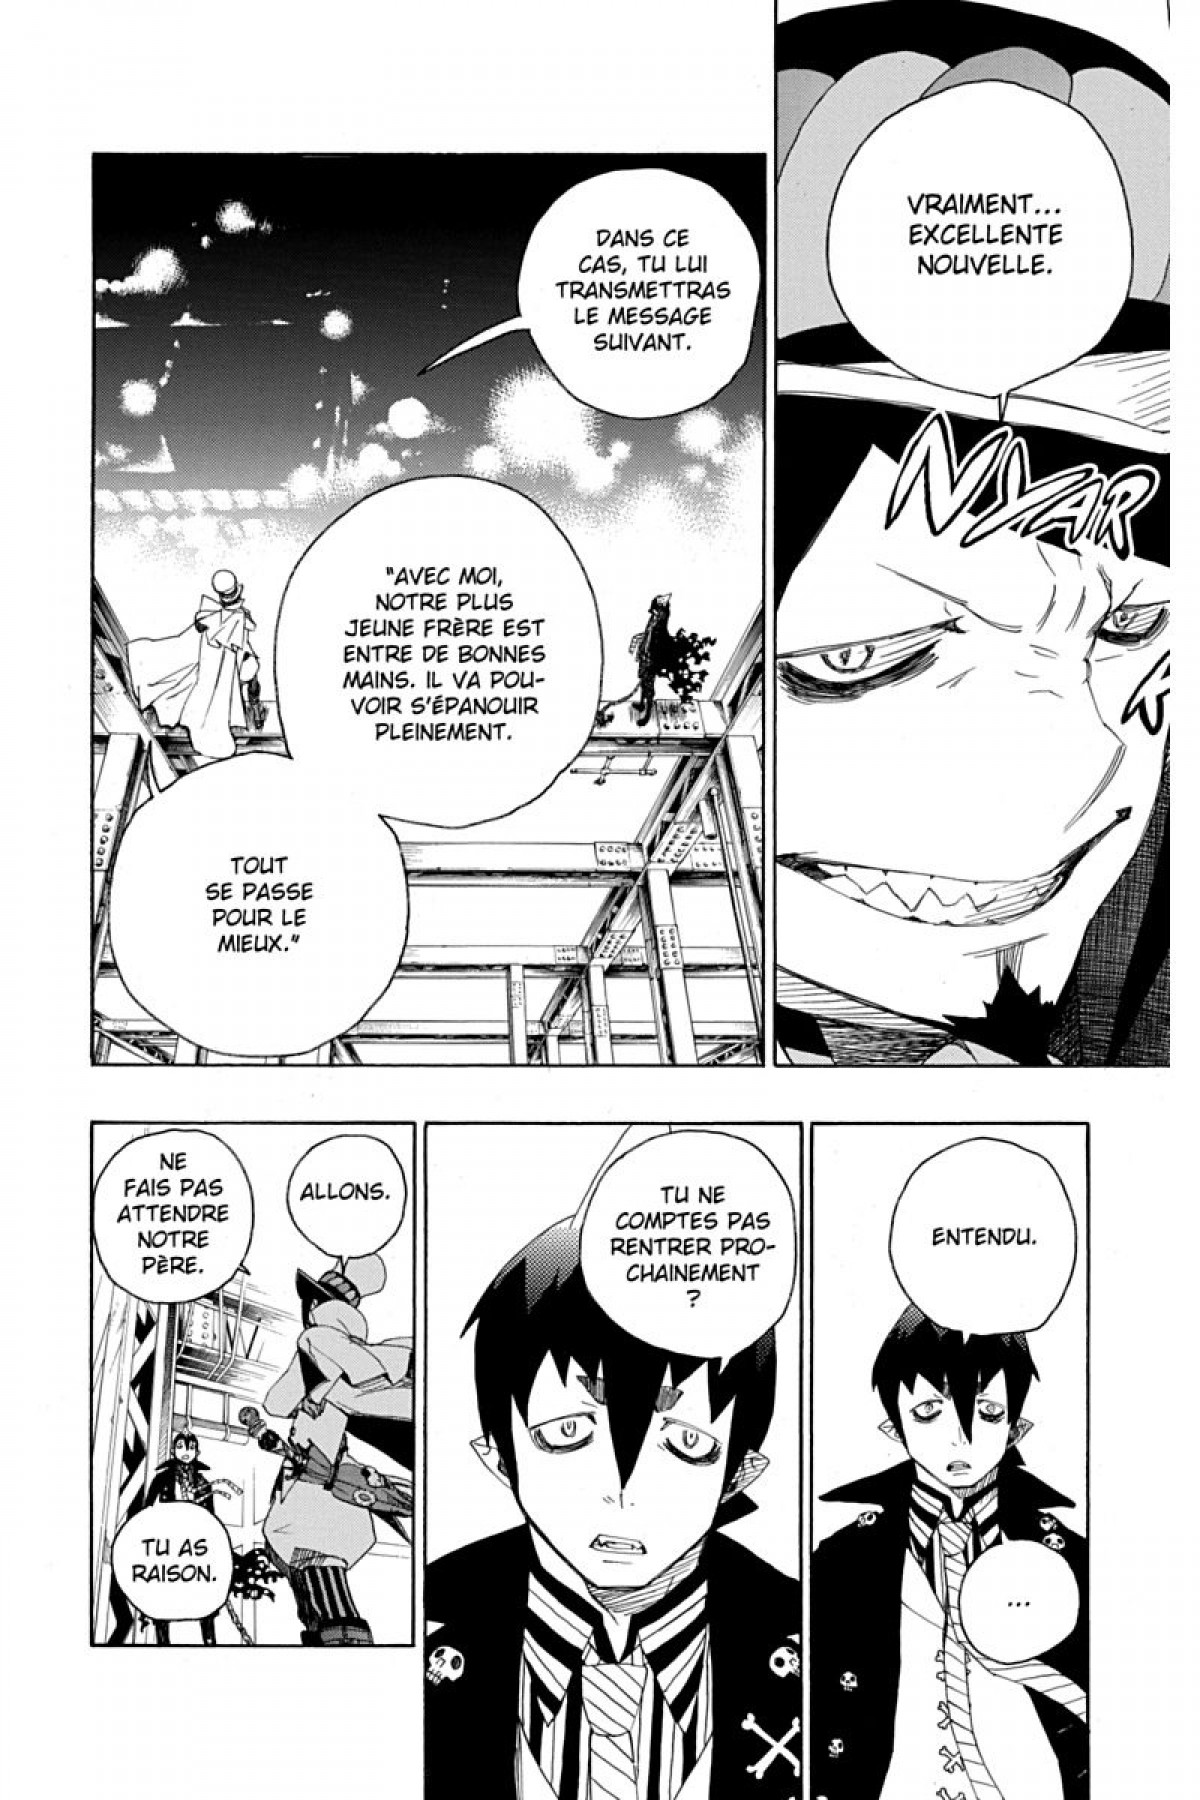 VRAIMENT...
EXCELLENTE
NOUVELLE.
NYAR
DANS CE
CAS, TU LUI
TRANSMETTRAS
LE MESSAGE
SUIVANT.
"AVEC MOI,
NOTRE PLUS
JEUNE FRÈRE EST
ENTRE DE BONNES
MAINS. IL VA POU-
VOIR S'ÉPANOUIR
PLEINEMENT.
TOUT
SE PASSE
POUR LE
MIEUX."
ENTENDU.
...
TU NE
COMPTES PAS
RENTRER PRO-
CHAINEMENT
?
ALLONS.
NE
FAIS PAS
ATTENDRE
NOTRE
PÈRE.
TU AS
RAISON.